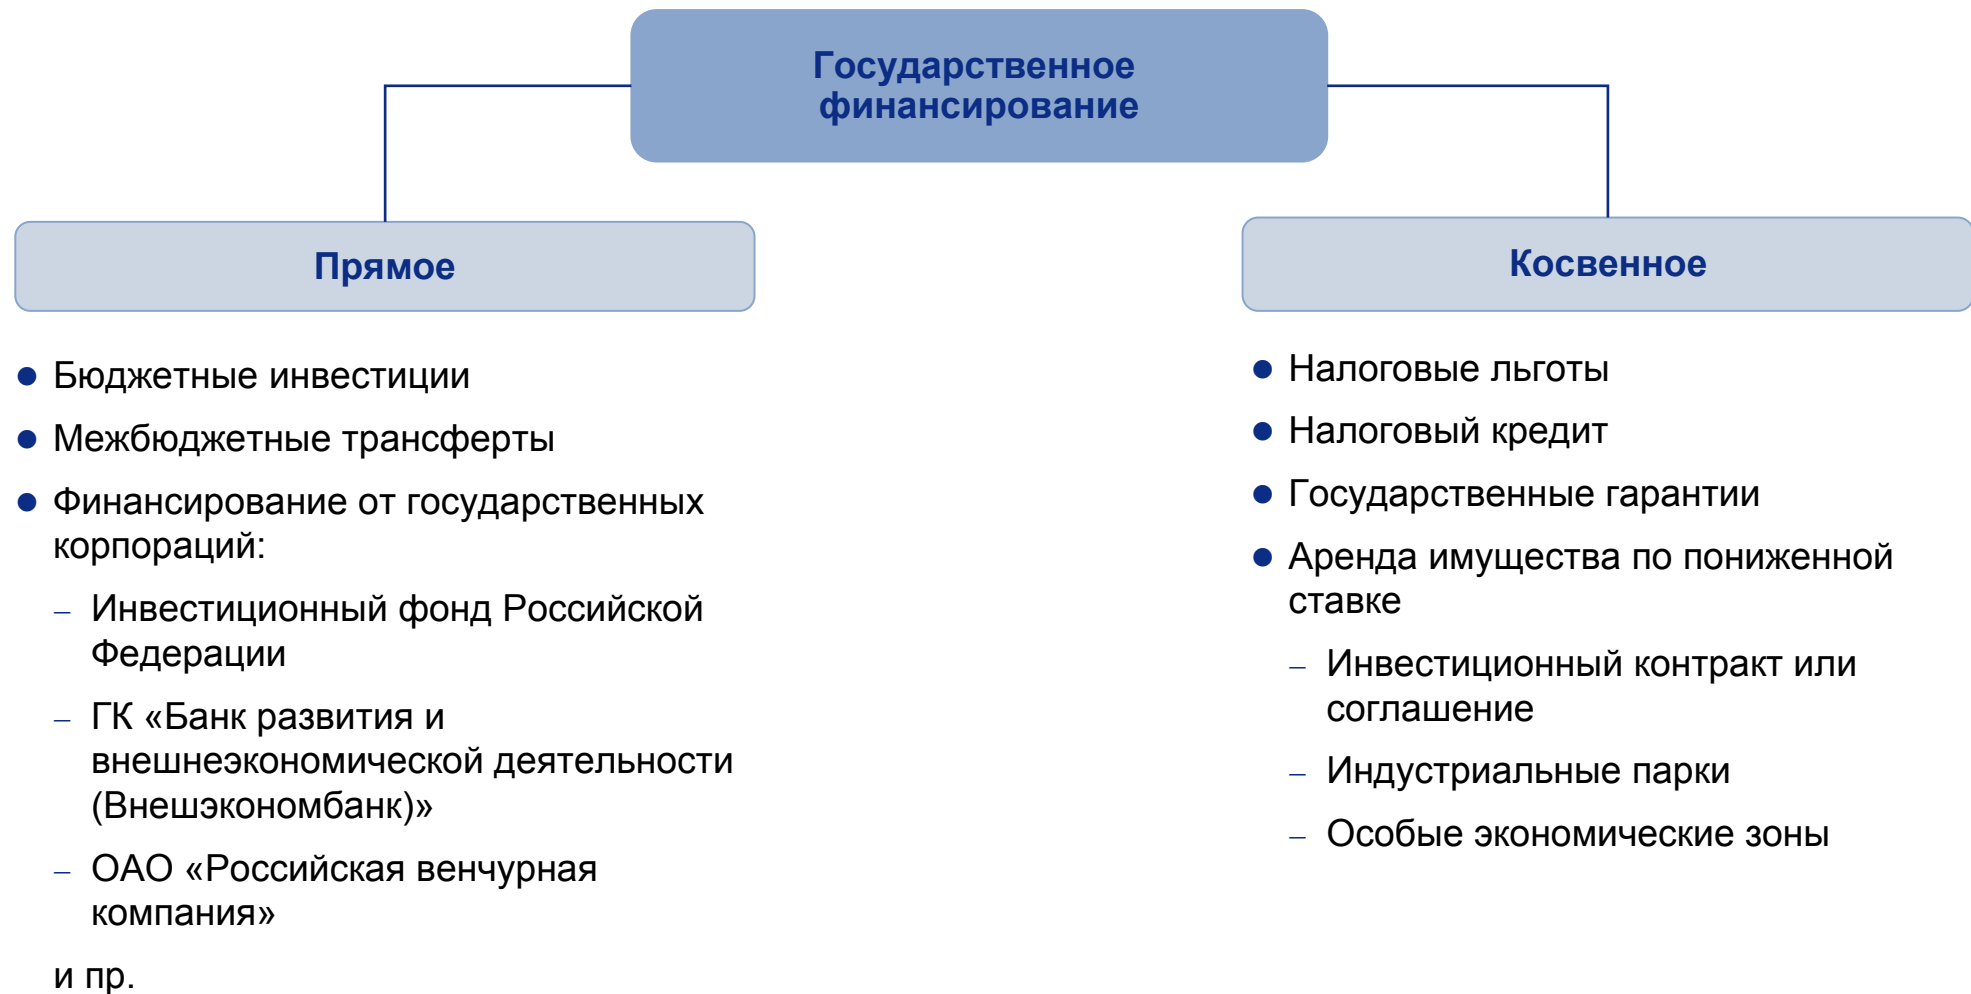 Государственное
финансирование
Прямое
● Бюджетные инвестиции
● Межбюджетные трансферты
● Финансирование от государственных
корпораций:
– Инвестиционный фонд Российской
Федерации
– ГК «Банк развития и
внешнеэкономической деятельности
(Внешэкономбанк)»
– ОАО «Российская венчурная
компания»
и пр.
Косвенное
● Налоговые льготы
● Налоговый кредит
● Государственные гарантии
● Аренда имущества по пониженной
ставке
– Инвестиционный контракт или
соглашение
– Индустриальные парки
– Особые экономические зоны